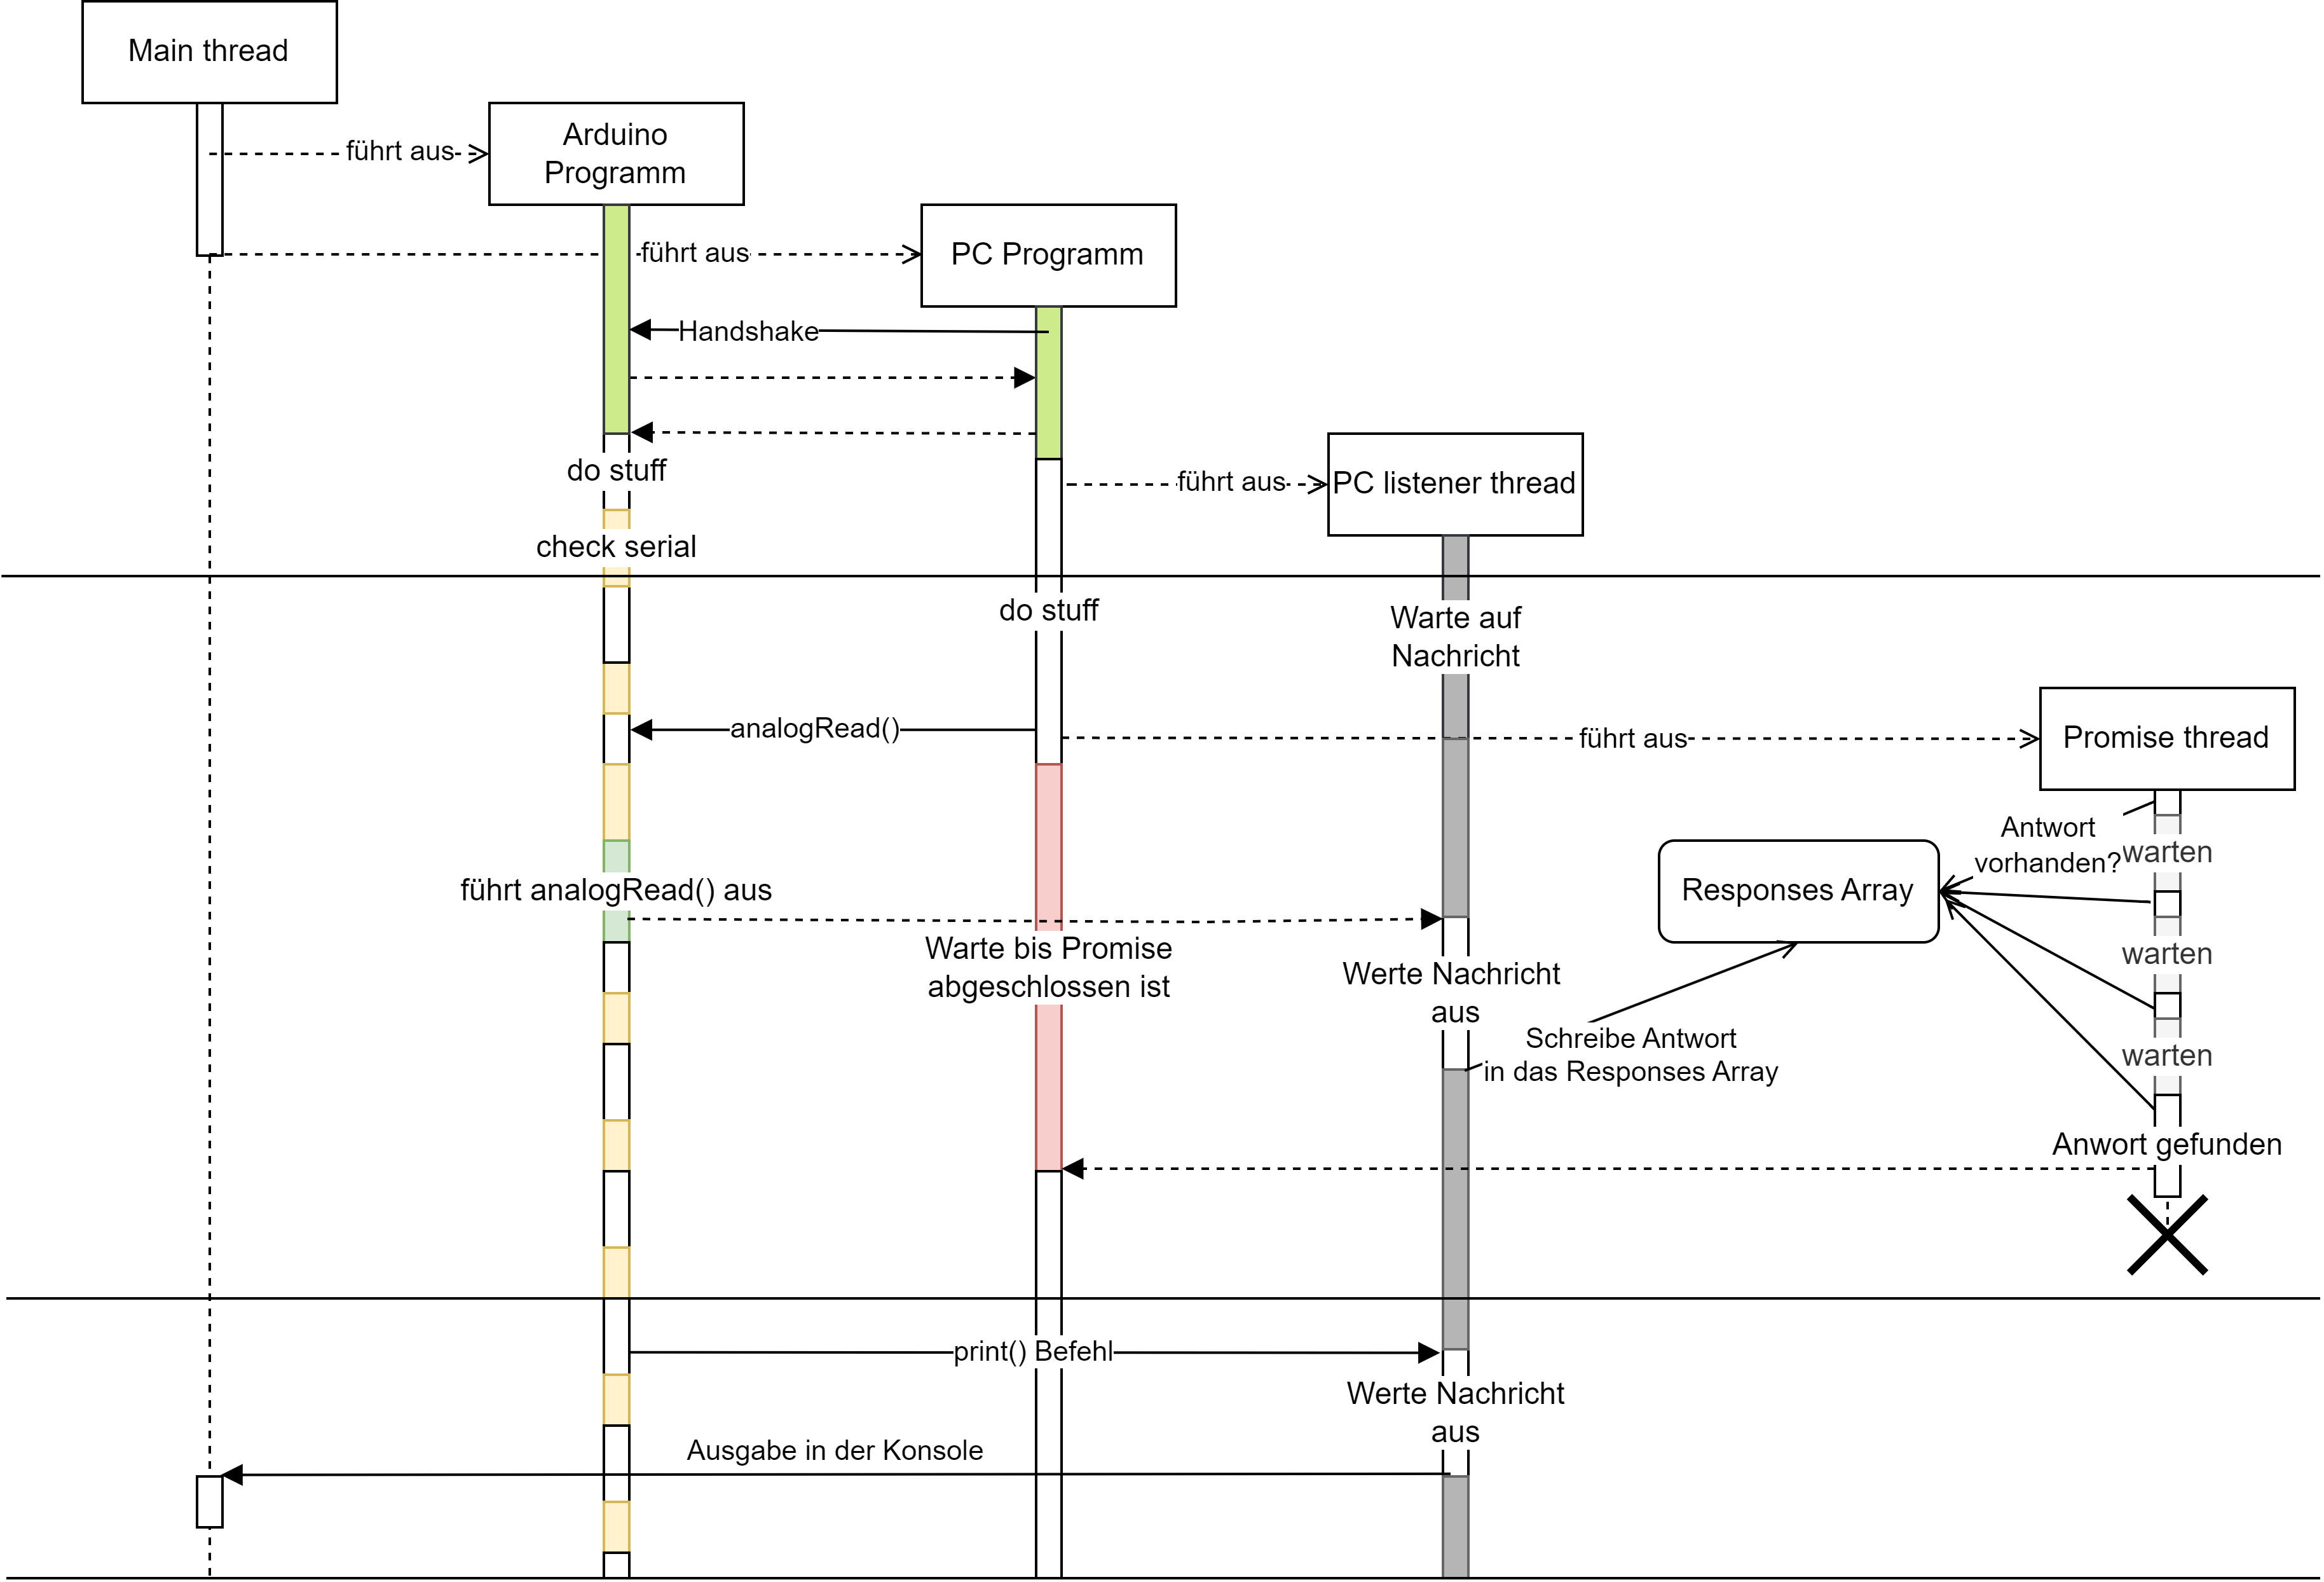 Main thread
Arduino
Programm
führt aus
führt aus
PC Programm
Handshake
do stuff
führt aus
PC listener thread
check serial
do stuff
Warte auf
Nachricht
analogRead()
führt aus
Promise thread
Antwort
vorhanden?
warten
führt analogRead() aus
Responses Array
Warte bis Promise
abgeschlossen ist
warten
Werte Nachricht
aus
Schreibe Antwort
in das Responses Array
warten
Anwort gefunden
print() Befehl
Werte Nachricht
aus
Ausgabe in der Konsole